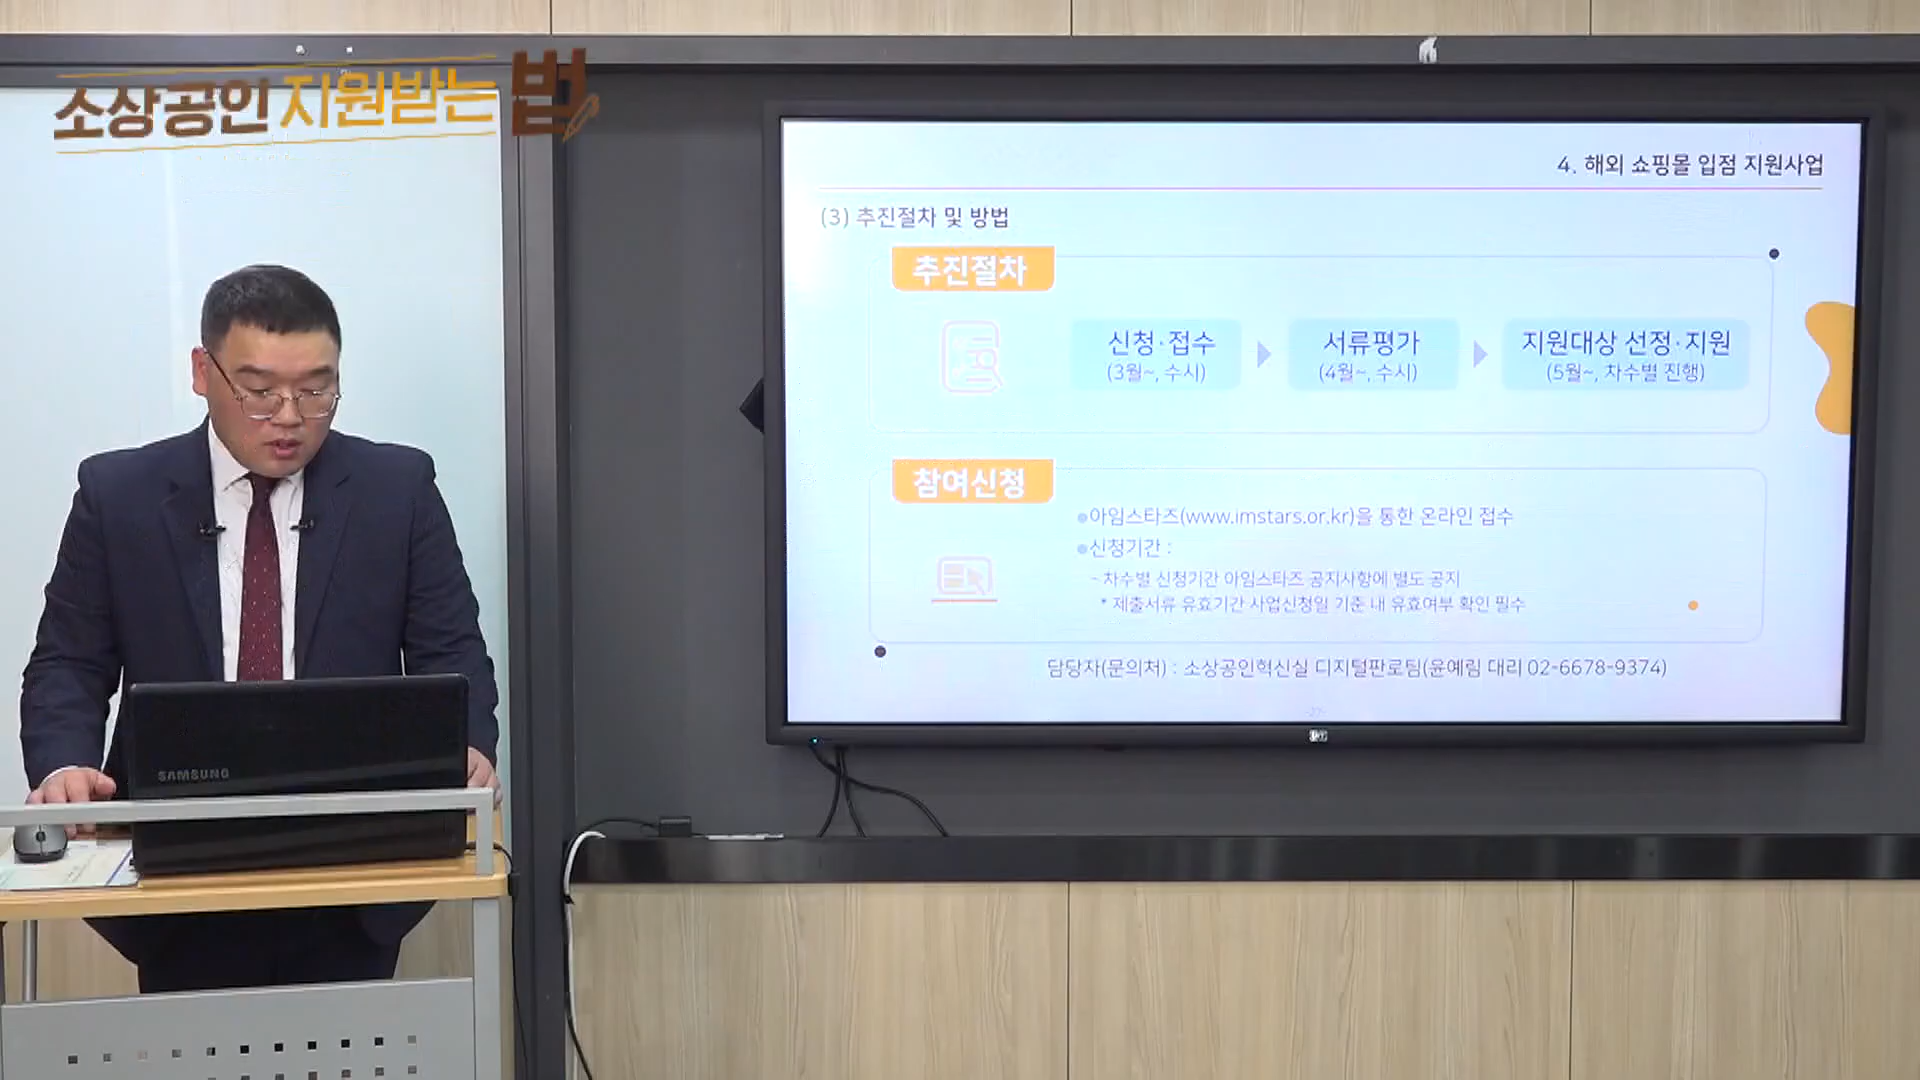 소상공인 지원받는 법
4. 해외 쇼핑몰 입점 지원사업
(3) 추진절차 및 방법
추진절차
신청·접수
(3월~, 수시)
서류평가
(4월~, 수시)
지원대상 선정·지원
(5월~, 차수별 진행)
참여신청
●아임스타즈(www.imstars.or.kr)을 통한 온라인 접수
●신청기간 :
- 차수별 신청기간 아임스타즈 공지사항에 별도 공지
* 제출서류 유효기간 사업신청일 기준 내 유효여부 확인 필수
담당자(문의처) : 소상공인혁신실 디지털판로팀(윤예림 대리 02-6678-9374)
-27-
SAMSUNG